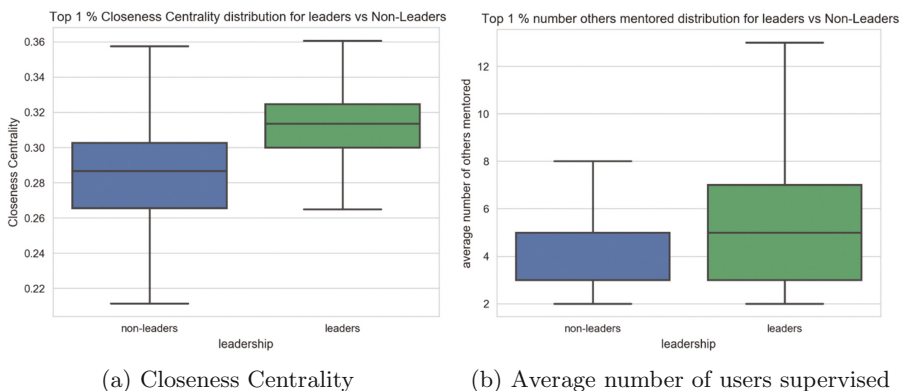 Top 1 % Closeness Centrality distribution for leaders vs Non-Leaders
0.36
0.34
0.32
0.30
0.28
0.26
0.24
0.22
Closeness Centrality
non-leaders
leaders
leadership
(a) Closeness Centrality
Top 1 % number others mentored distribution for leaders vs Non-Leaders
12
10
8
6
4
2
average number of others mentored
non-leaders
leaders
leadership
(b) Average number of users supervised